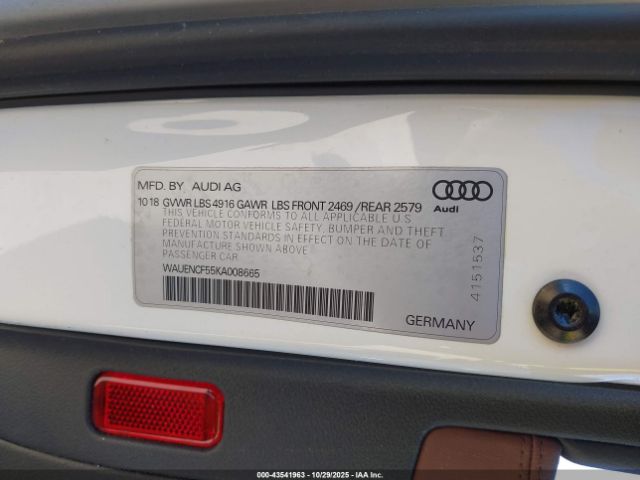 MFD. BY AUDI AG
10 18 GVWR LBS 4916 GAWR LBS FRONT 2469 /REAR 2579
THIS VEHICLE CONFORMS TO ALL APPLICABLE U.S
FEDERAL MOTOR VEHICLE SAFETY, BUMPER AND THEFT
PREVENTION STANDARDS IN EFFECT ON THE DATE OF
MANUFACTURE SHOWN ABOVE
PASSENGER CAR
WAUENCF55KA008665
Audi
4151537
GERMANY
000-43541963 - 10/29/2025 - IAA Inc.